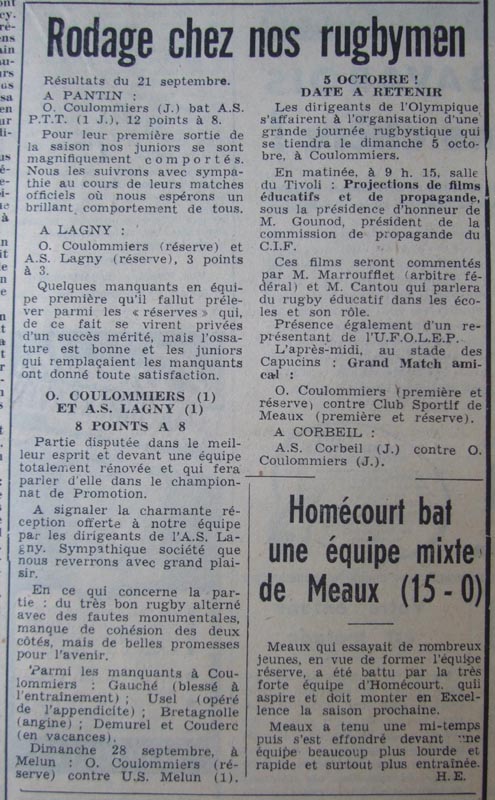 Rodage chez nos rugbymen
Résultats du 21 septembre.
A PANTIN :
O. Coulommiers (J.) bat A.S.
P.T.T. (1 J.), 12 points à 8.
Pour leur première sortie de
la saison nos juniors se sont
magnifiquement comportés.
Nous les suivrons avec sympa-
thie au cours de leurs matches
officiels où nous espérons un
brillant comportement de tous.
A LAGNY :
O. Coulommiers (réserve) et
A.S. Lagny (réserve), 3 points
à 3.
Quelques manquants en équi-
ipe première qu'il fallut préle-
ver parmi les « réserves » qui,
de ce fait se virent privées
d'un succès mérité, mais l'ossa-
ture est bonne et les juniors
qui remplaçaient les manquants
ont donné toute satisfaction.
O. COULOMMIERS (1)
ET A.S. LAGNY (1)
8 POINTS A 8
Partie disputée dans le meil-
leur esprit et devant une équipe
totalement rénovée et qui fera
parler d'elle dans le champion-
nat de Promotion.
A signaler la charmante ré-
ception offerte à notre équipe
par les dirigeants de l'A.S. La-
gny. Sympathique société que
nous reverrons avec grand plai-
sir.
En ce qui concerne la par-
tie : du très bon rugby alterné
avec des fautes monumentales,
manque de cohésion des deux
côtés, mais de belles promesses
pour l'avenir.
Parmi les manquants à Cou-
lommiers : Gauché (blessé à
l'entraînement) ; Usel (opéré
de l'appendicite) ; Bretagnolle
(angine) ; Demurel et Couderc
(en vacances).
Dimanche 28 septembre, à
Melun : O. Coulommiers (ré-
serve) contre U.S. Melun (1).
5 OCTOBRE !
DATE A RETENIR
Les dirigeants de l'Olympique
s'affairent à l'organisation d'une
grande journée rugbystique qui
se tiendra le dimanche 5 octo-
bre, à Coulommiers.
En matinée, à 9 h. 15, salle
du Tivoli : Projections de films
éducatifs et de propagande,
sous la présidence d'honneur de
M. Gounod, président de la
commission de propagande du
C.I.F.
Ces films seront commentés
par M. Marroufflet (arbitre fé-
déral) et M. Cantou qui parlera
du rugby éducatif dans les éco-
les et son rôle.
Présence également d'un re-
présentant de l'U.F.O.L.E.P.
L'après-midi, au stade des
Capucins : Grand Match ami-
cal :
O. Coulommiers (première et
réserve) contre Club Sportif de
Meaux (première et réserve).
A CORBEIL :
A.S. Corbeil (J.) contre O.
Coulommiers (J.).
Homécourt bat
une équipe mixte
de Meaux (15 - 0)
Meaux qui essayait de nombreux
jeunes, en vue de former l'équipe
réserve, a été battu par la très
forte équipe d'Homécourt, quii
aspire et doit monter en Excel-
lence la saison prochaine.
Meaux a tenu une mi-temps
puis s'est effondré devant une
équipe beaucoup plus lourde et
rapide et surtout plus entraînée.
H. E.